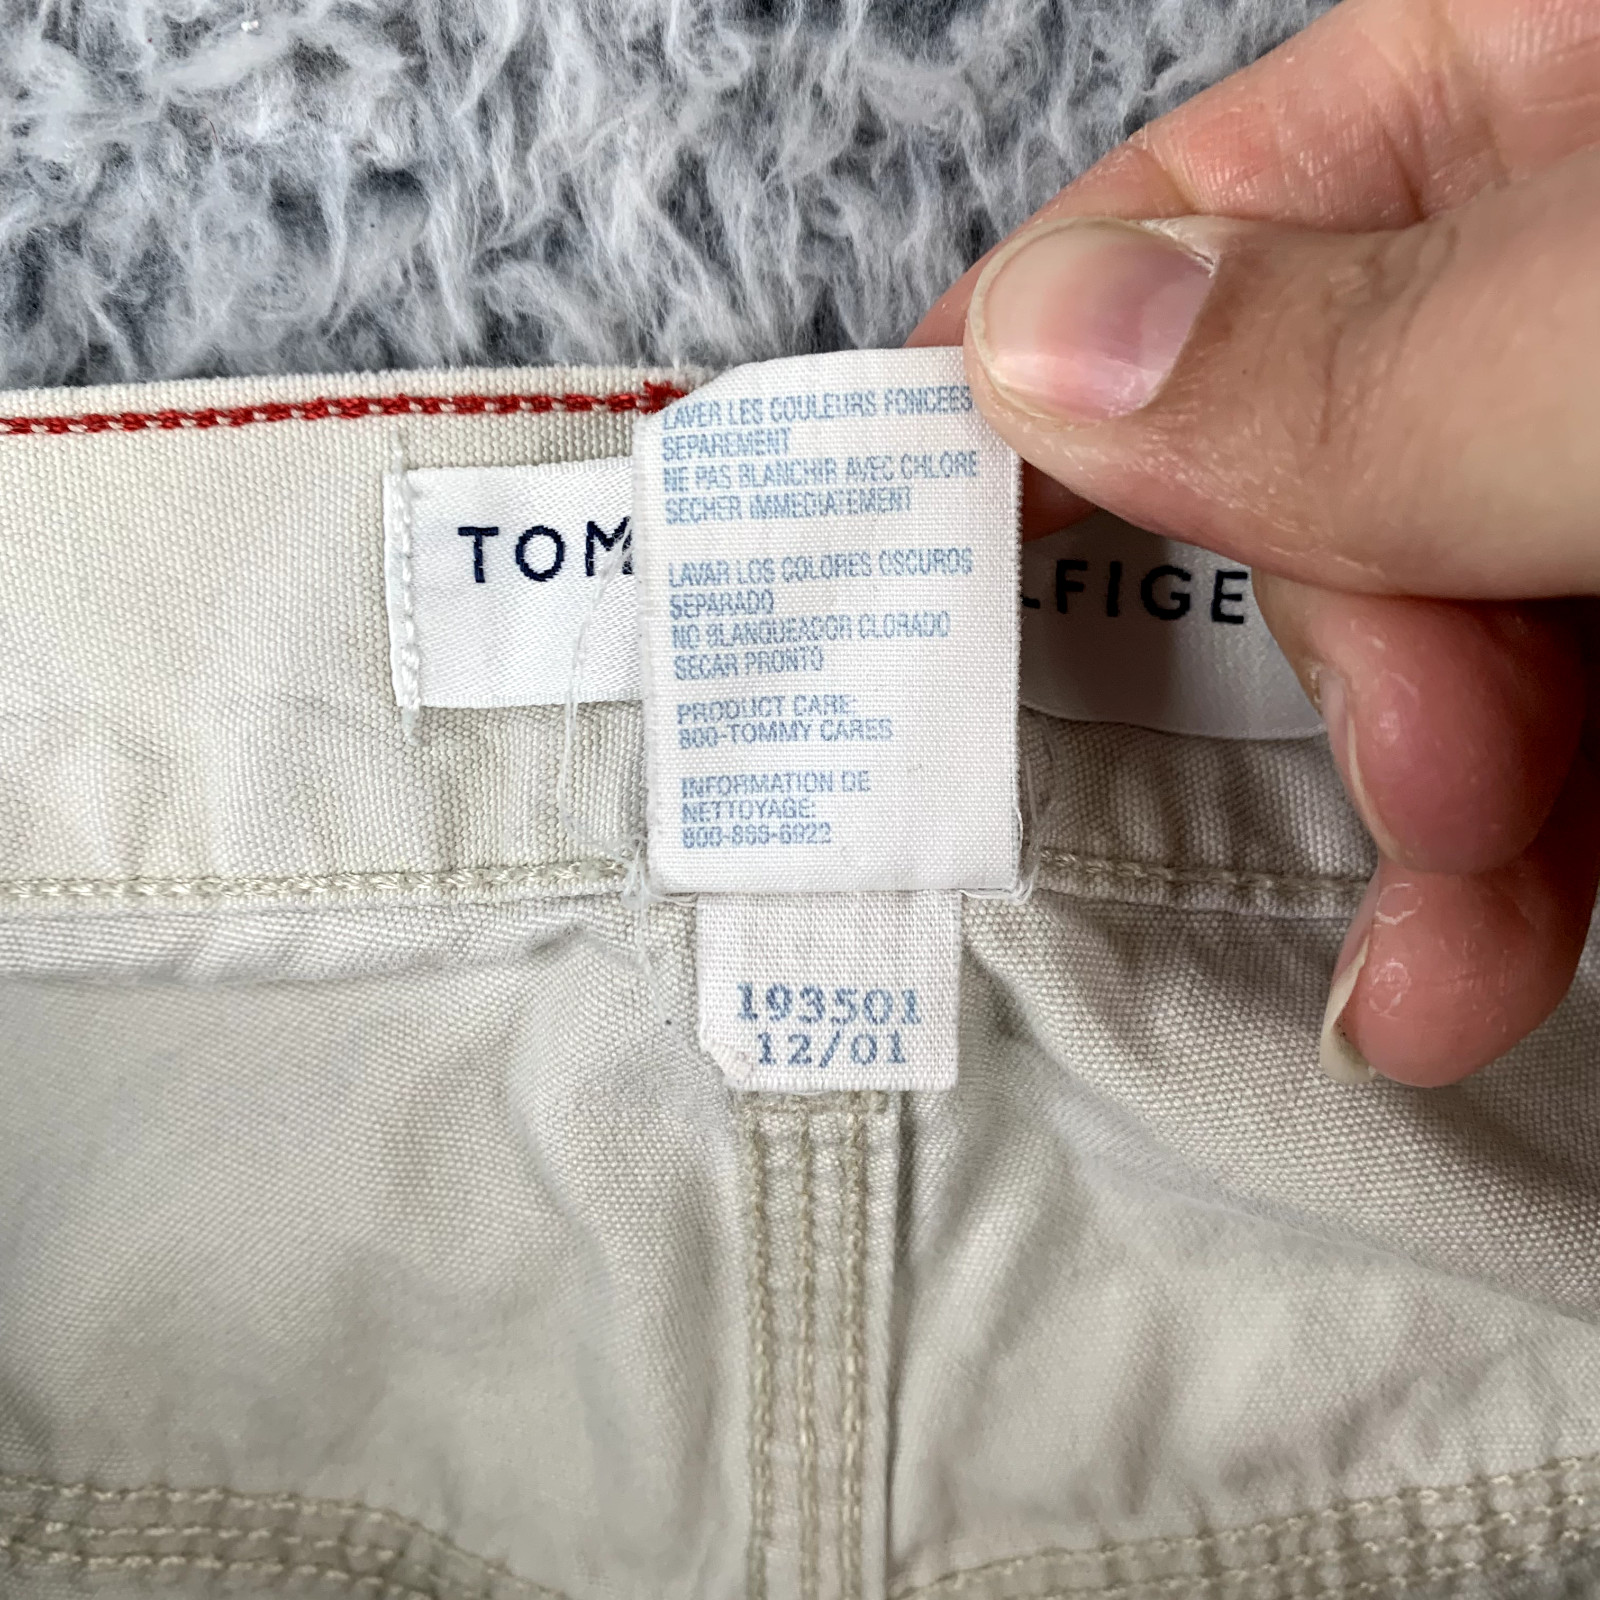 LAVER LES COULEURS FONCEES
SEPAREMENT
NE PAS BLANCHIR AVEC CHLORE
SECHER IMMEDIATEMENT
TOM
LFIGE
LAVAR LOS COLORES OSCUROS
SEPARADO
NO BLANQUEADOR CLORADO
SECAR PRONTO
PRODUCT CARE:
800-TOMMY CARES
INFORMATION DE
NETTOYAGE:
800-866-6922
193501
12/01